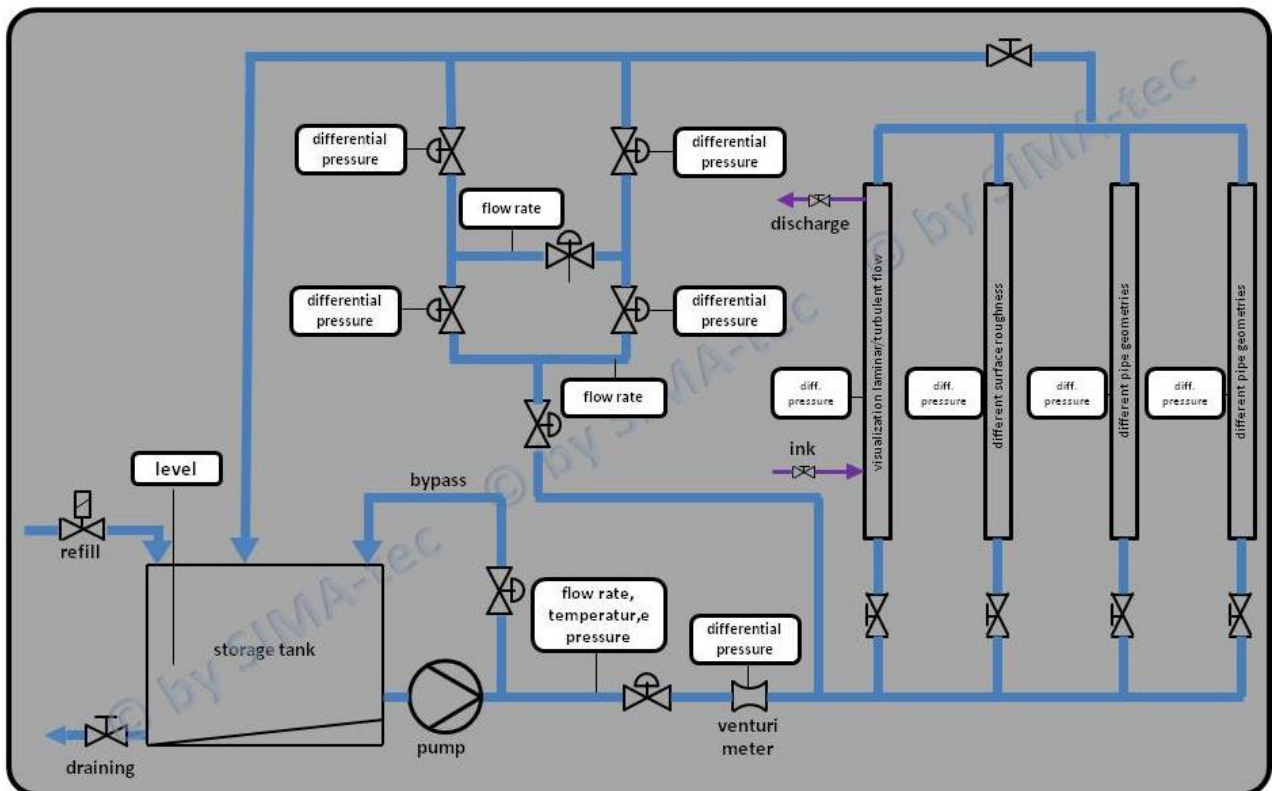 differential
pressure
differential
pressure
flow rate
discharge
differential
pressure
differential
pressure
flow rate
visualization laminar/turbulent flow
different surface roughness
different pipe geometries
different pipe geometries
diff.
pressure
diff.
pressure
diff.
pressure
diff.
pressure
ink
level
bypass
refill
storage tank
flow rate,
temperatur,e
pressure
differential
pressure
pump
venturi
meter
draining
© by SIMA-tec
© by SIMA-tec
© by SIMA-tec